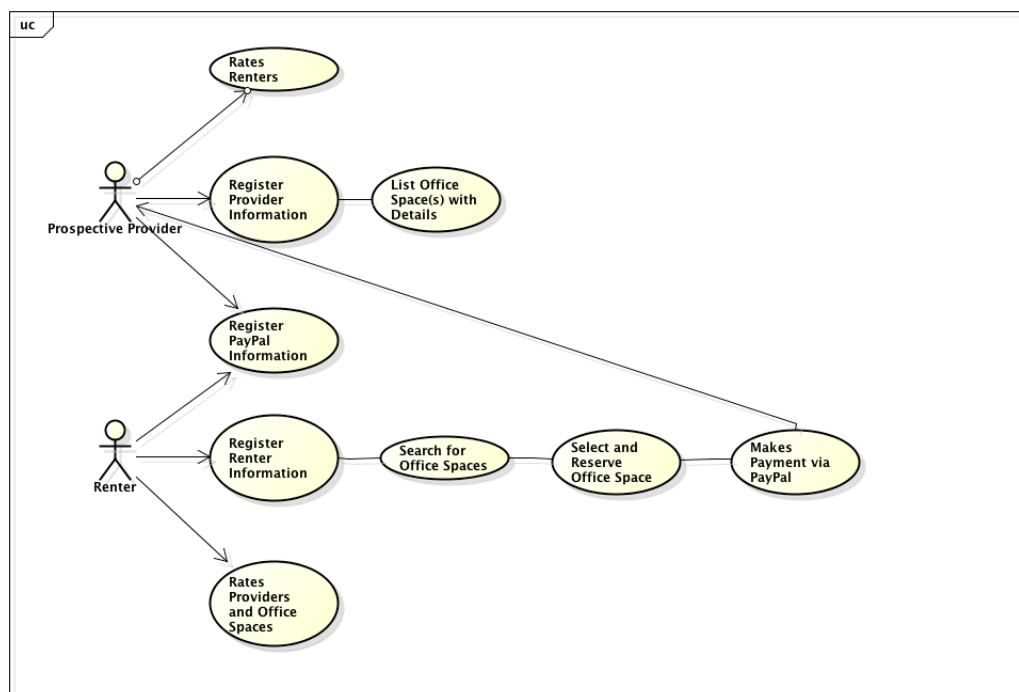 uc
Rates
Renters
Register
Provider
Information
List Office
Space(s) with
Details
Prospective Provider
Register
PayPal
Information
Register
Renter
Information
Search for
Office Spaces
Select and
Reserve
Office Space
Makes
Payment via
PayPal
Renter
Rates
Providers
and Office
Spaces